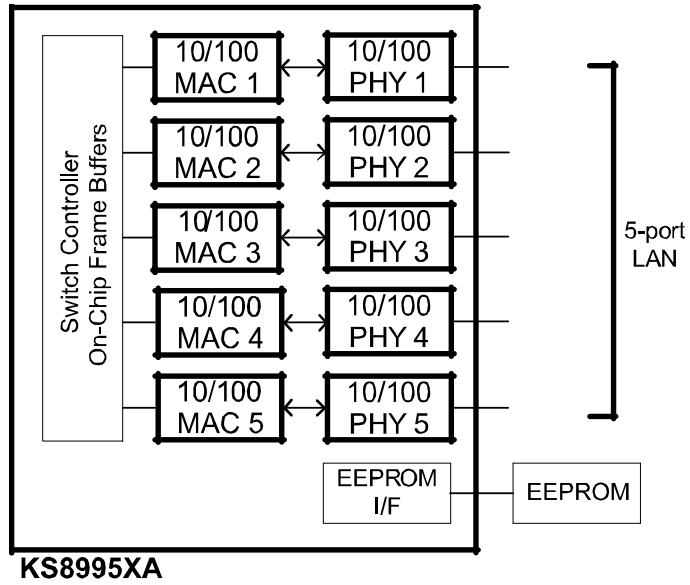 Switch Controller
On-Chip Frame Buffers
10/100
MAC 1
10/100
PHY 1
10/100
MAC 2
10/100
PHY 2
10/100
MAC 3
10/100
PHY 3
10/100
MAC 4
10/100
PHY 4
10/100
MAC 5
10/100
PHY 5
5-port
LAN
EEPROM
I/F
EEPROM
KS8995XA